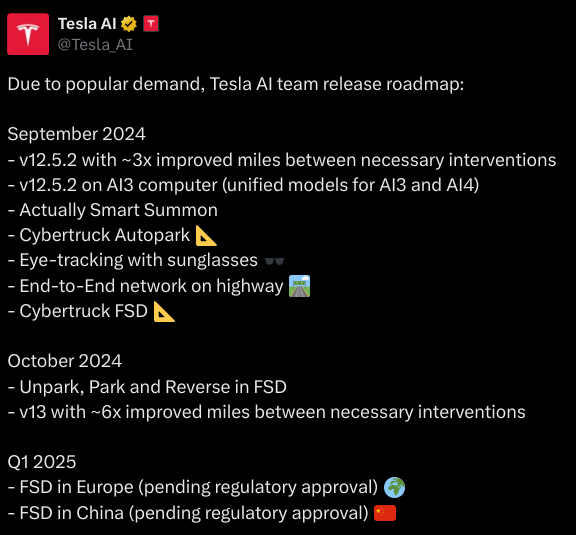 Tesla AI
@Tesla_AI
Due to popular demand, Tesla AI team release roadmap:
September 2024
- v12.5.2 with ~3x improved miles between necessary interventions
- v12.5.2 on AI3 computer (unified models for AI3 and AI4)
- Actually Smart Summon
- Cybertruck Autopark 📐
- Eye-tracking with sunglasses 🕶️
- End-to-End network on highway 🛣️
- Cybertruck FSD 📐
October 2024
- Unpark, Park and Reverse in FSD
- v13 with ~6x improved miles between necessary interventions
Q1 2025
- FSD in Europe (pending regulatory approval) 🌍
- FSD in China (pending regulatory approval) 🇨🇳